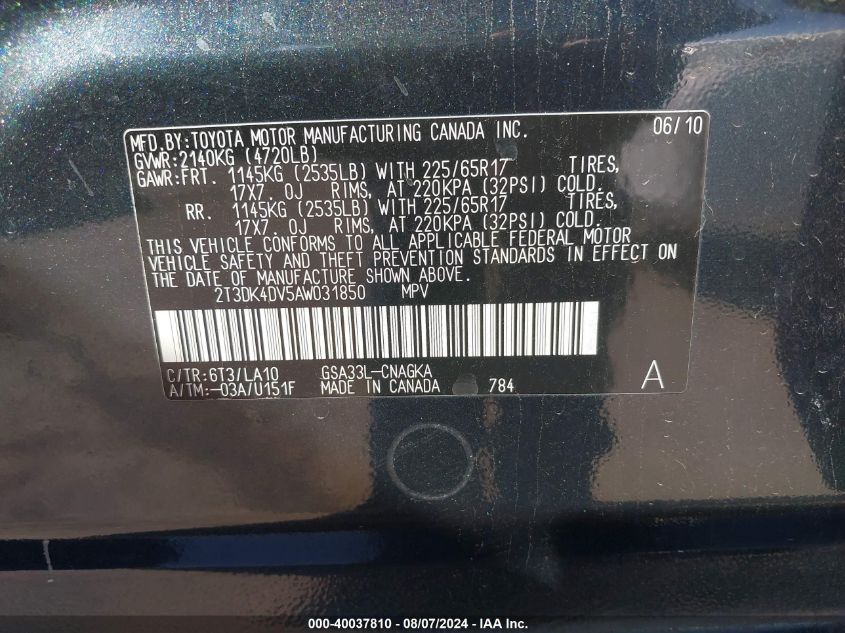 MFD.BY:TOYOTA MOTOR MANUFACTURING CANADA INC. 06/10
GVWR:2140KG (4720LB)
GAWR:FRT. 1145KG (2535LB) WITH 225/65R17 TIRES,
17X7.0J RIMS, AT 220KPA (32PSI) COLD.
RR. 1145KG (2535LB) WITH 225/65R17 TIRES,
17X7.0J RIMS, AT 220KPA (32PSI) COLD.
THIS VEHICLE CONFORMS TO ALL APPLICABLE FEDERAL MOTOR
VEHICLE SAFETY AND THEFT PREVENTION STANDARDS IN EFFECT ON
THE DATE OF MANUFACTURE SHOWN ABOVE.
2T3DK4DV5AW031850 MPV
C/TR:6T3/LA10 GSA33L-CNAGKA
A/TM:-03A/U151F MADE IN CANADA 784 A
000-40037810 - 08/07/2024 - IAA Inc.